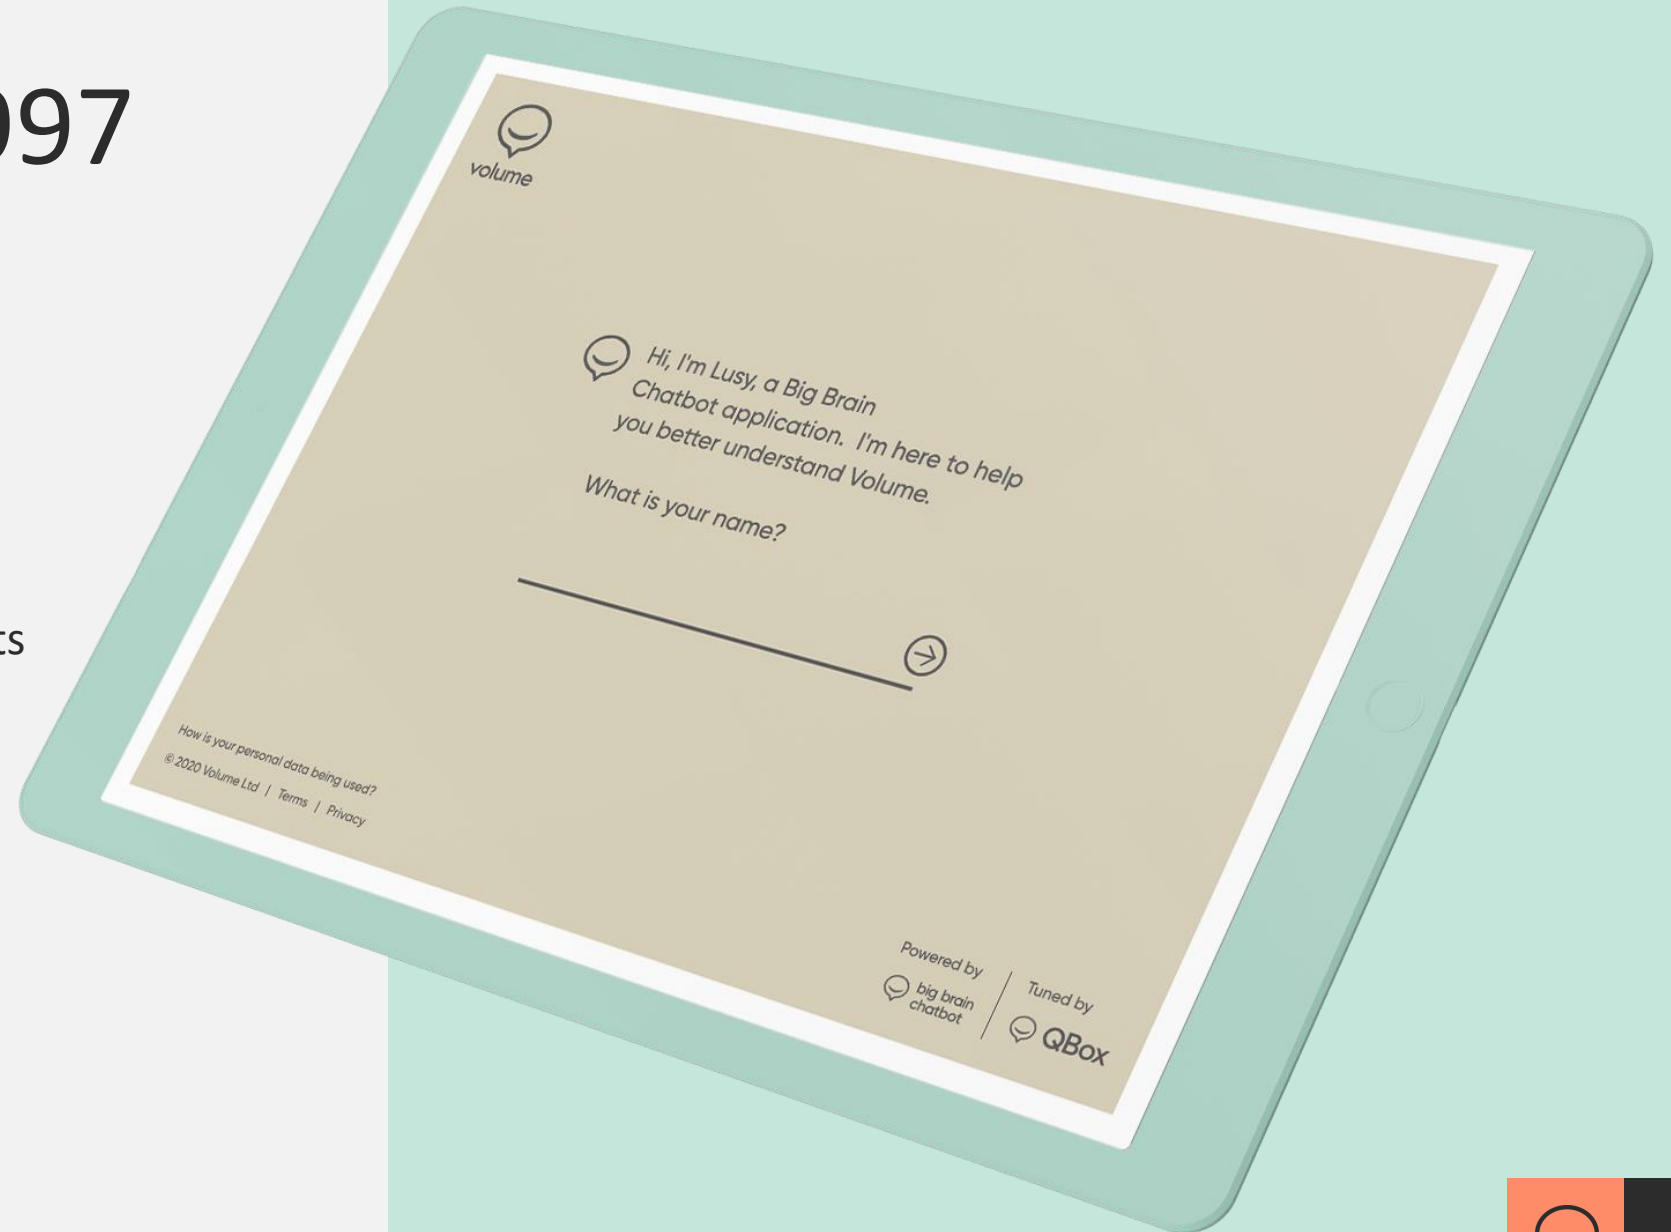 97
ts
volume
Hi, I'm Lusy, a Big Brain
Chatbot application.  I'm here to help
you better understand Volume.
What is your name?
How is your personal data being used?
© 2020 Volume Ltd | Terms | Privacy
Powered by
big brain
chatbot
Tuned by
QBox